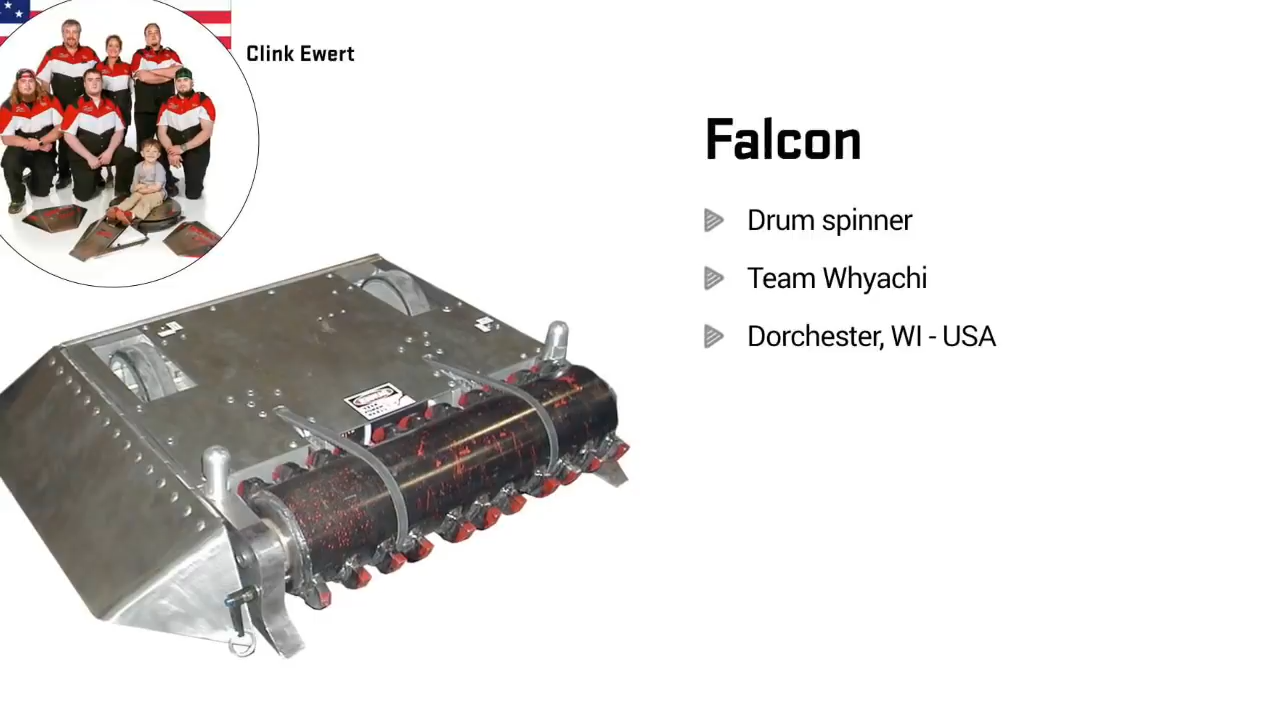 Clink Ewert
Falcon
Drum spinner
Team Whyachi
Dorchester, WI - USA